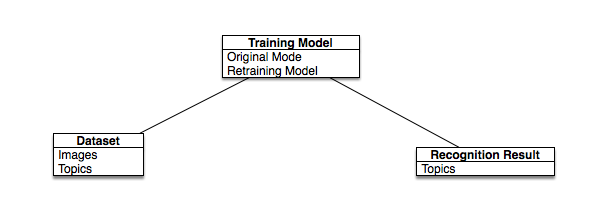 Training Model
Original Mode
Retraining Model
Dataset
Images
Topics
Recognition Result
Topics